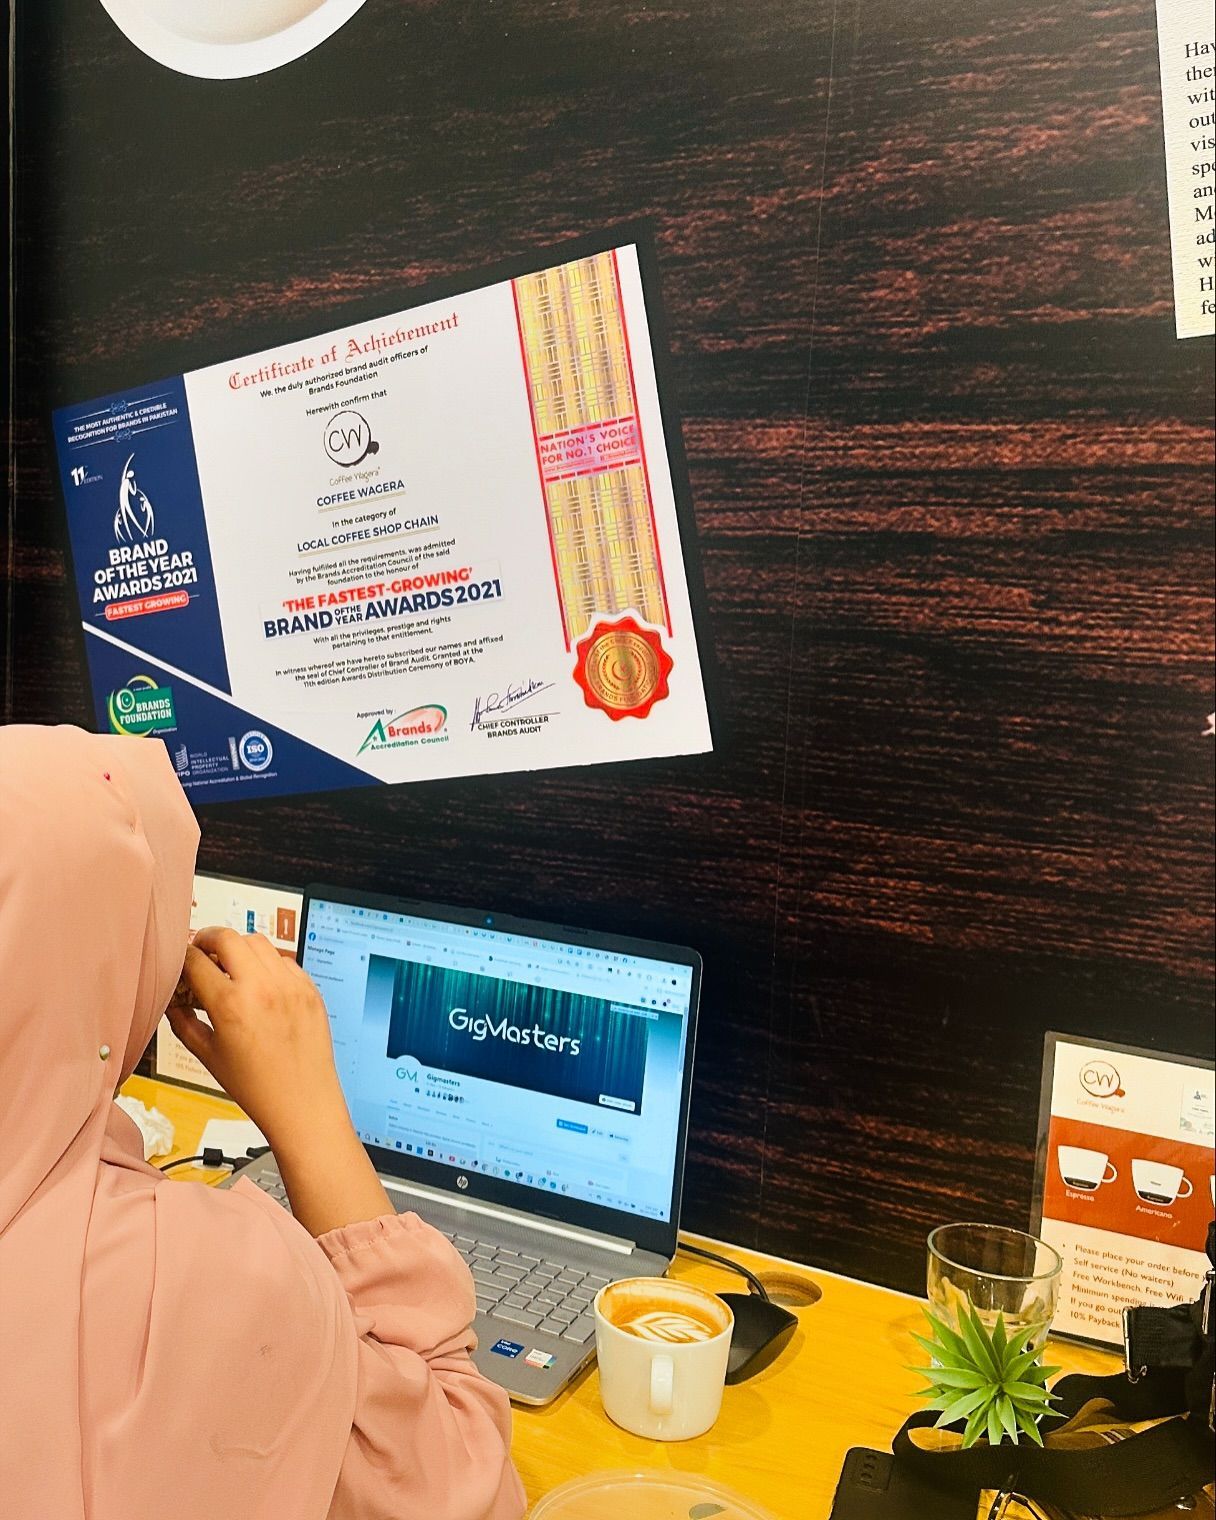 Certificate of Achievement
We, the duly authorized brand audit officers of
Brands Foundation
Herewith confirm that
CW
Coffee Wagera
COFFEE WAGERA
In the category of
LOCAL COFFEE SHOP CHAIN
Having fulfilled all the requirements, was admitted
by the Brands Accreditation Council of the said
foundation to the honour of
'THE FASTEST-GROWING'
BRAND OF THE YEAR AWARDS 2021
With all the privileges, prestige and rights
pertaining to that entitlement.
In witness whereof we have hereto subscribed our names and affixed
the seal of Chief Controller of Brand Audit. Granted at the
11th edition Awards Distribution Ceremony of BOYA.
Approved by:
Brands
Accreditation Council
CHIEF CONTROLLER
BRANDS AUDIT
THE MOST AUTHENTIC & CREDIBLE
RECOGNITION FOR BRANDS IN PAKISTAN
11th EDITION
BRAND
OF THE YEAR
AWARDS 2021
FASTEST GROWING
BRANDS
FOUNDATION
Organization
WORLD
INTELLECTUAL
PROPERTY
ORGANIZATION
ISO
NATION'S VOICE
FOR NO.1 CHOICE
Hav
the
wit
out
vis
spe
an
M
ad
w
H
fe
Manage Page
GigMasters
GM
Gigmasters
hp
CORE
CW
Coffee Wagera
Espresso
Americano
Please place your order before
Self service (No waiters)
Free Workbench, Free Wifi
Minimum spending
If you go out
10% Payback